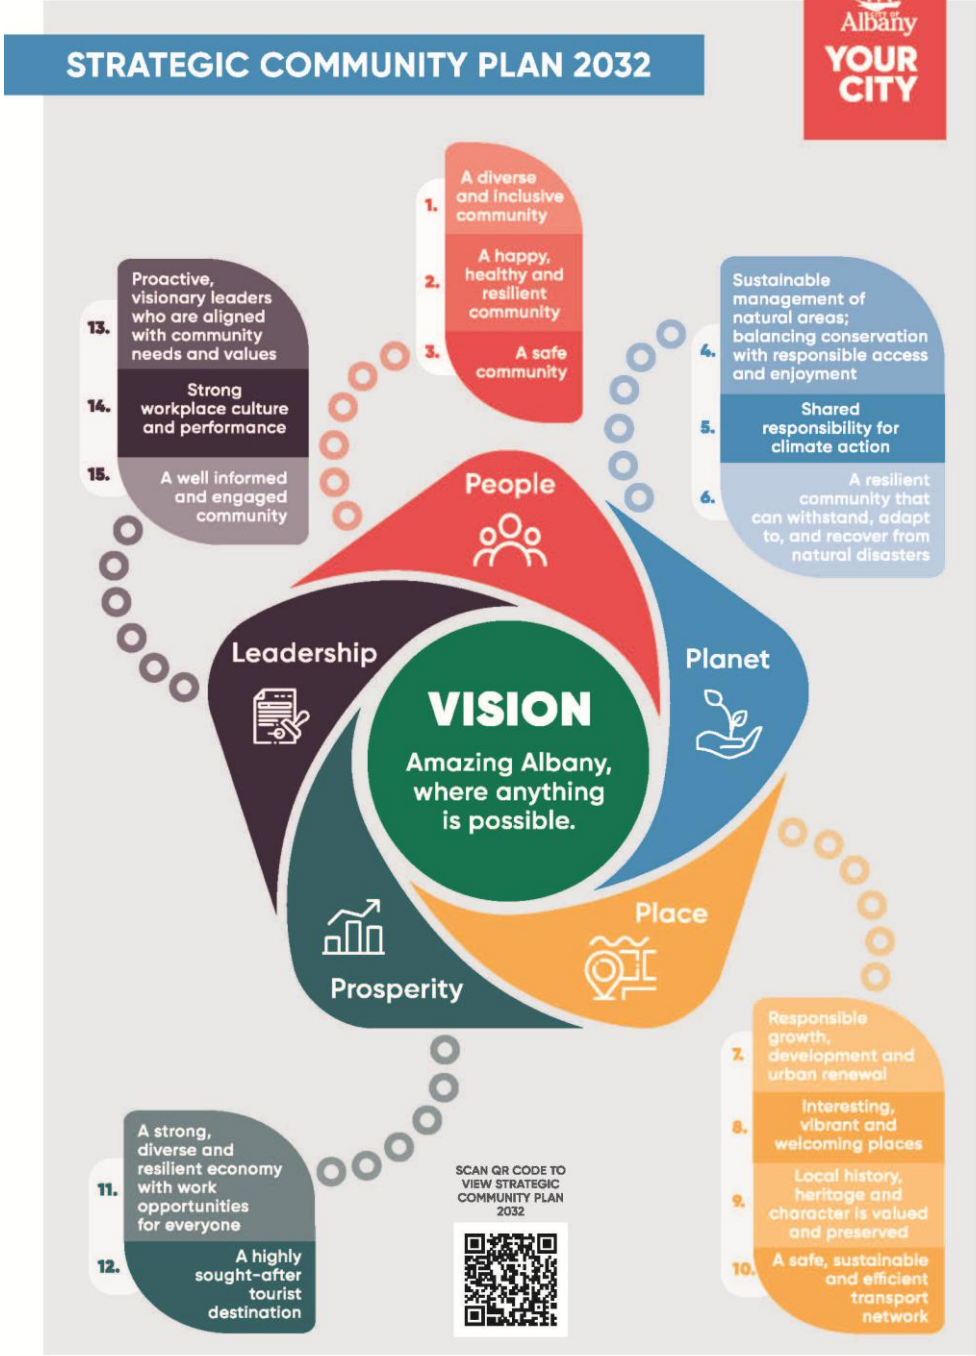 CITY OF
Albany
YOUR
CITY
STRATEGIC COMMUNITY PLAN 2032
1.
A diverse
and inclusive
community
2.
A happy,
healthy and
resilient
community
3.
A safe
community
13.
Proactive,
visionary leaders
who are aligned
with community
needs and values
14.
Strong
workplace culture
and performance
15.
A well informed
and engaged
community
4.
Sustainable
management of
natural areas;
balancing conservation
with responsible access
and enjoyment
5.
Shared
responsibility for
climate action
6.
A resilient
community that
can withstand, adapt
to, and recover from
natural disasters
People
Leadership
Planet
VISION
Amazing Albany,
where anything
is possible.
Place
Prosperity
7.
Responsible
growth,
development and
urban renewal
8.
Interesting,
vibrant and
welcoming places
9.
Local history,
heritage and
character is valued
and preserved
10.
A safe, sustainable
and efficient
transport
network
11.
A strong,
diverse and
resilient economy
with work
opportunities
for everyone
12.
A highly
sought-after
tourist
destination
SCAN QR CODE TO
VIEW STRATEGIC
COMMUNITY PLAN
2032